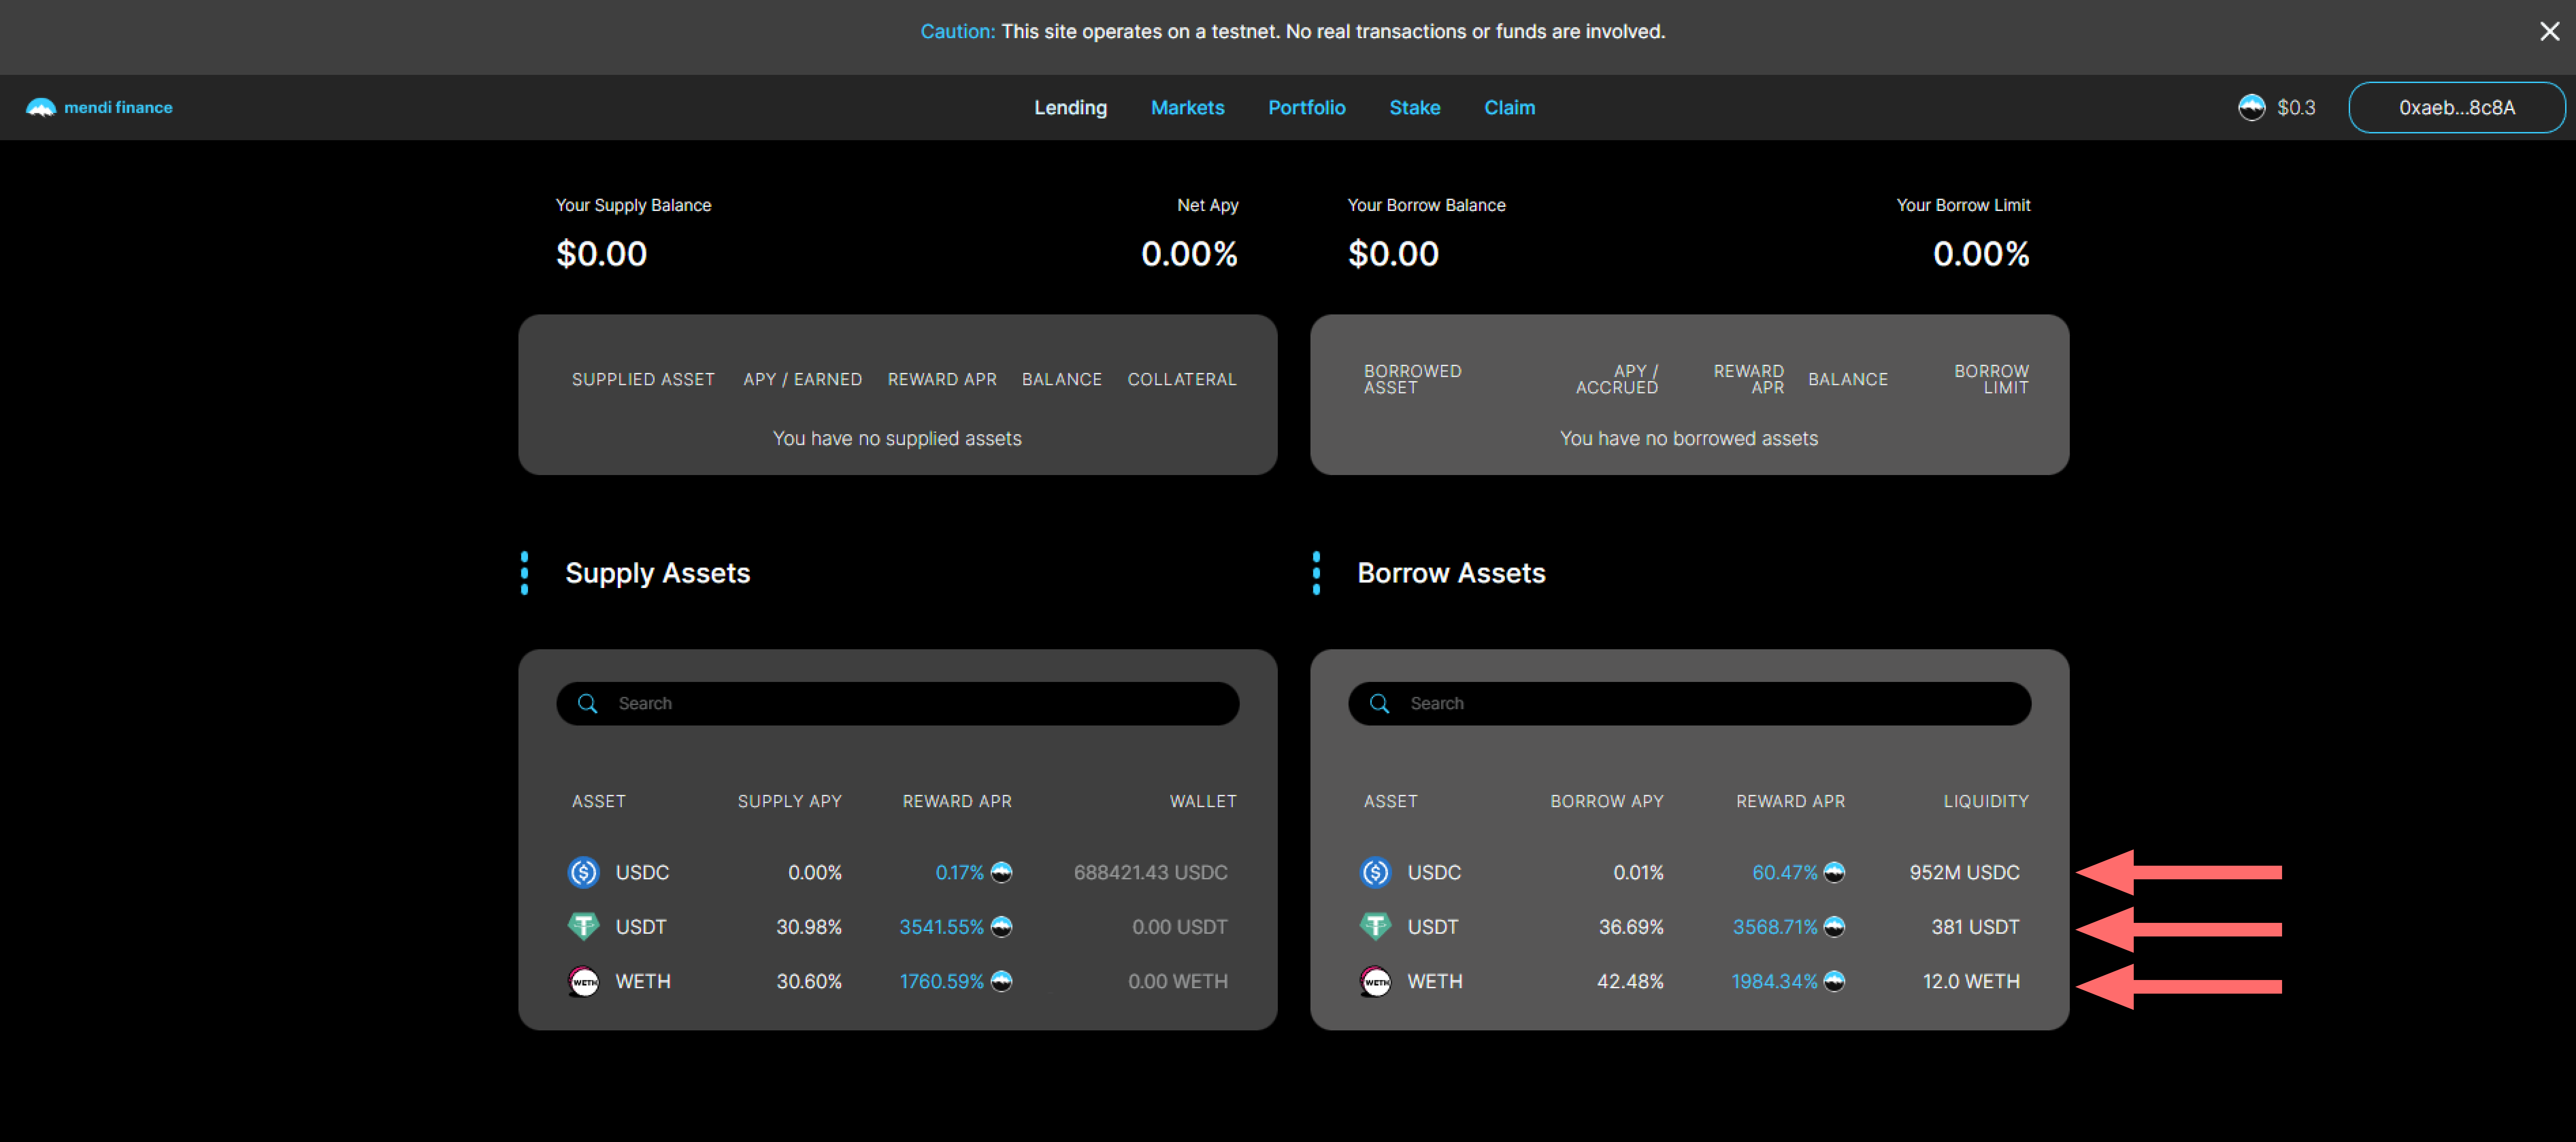 Caution: This site operates on a testnet. No real transactions or funds are involved.
mendi finance
Lending Markets Portfolio Stake Claim
$0.3
0xaeb...8c8A
Your Supply Balance Net Apy
$0.00 0.00%
Your Borrow Balance Your Borrow Limit
$0.00 0.00%
SUPPLIED ASSET APY / EARNED REWARD APR BALANCE COLLATERAL
You have no supplied assets
BORROWED ASSET APY / ACCRUED REWARD APR BALANCE BORROW LIMIT
You have no borrowed assets
Supply Assets
Search
ASSET SUPPLY APY REWARD APR WALLET
USDC 0.00% 0.17% 688421.43 USDC
USDT 30.98% 3541.55% 0.00 USDT
WETH WETH 30.60% 1760.59% 0.00 WETH
Borrow Assets
Search
ASSET BORROW APY REWARD APR LIQUIDITY
USDC 0.01% 60.47% 952M USDC
USDT 36.69% 3568.71% 381 USDT
WETH WETH 42.48% 1984.34% 12.0 WETH